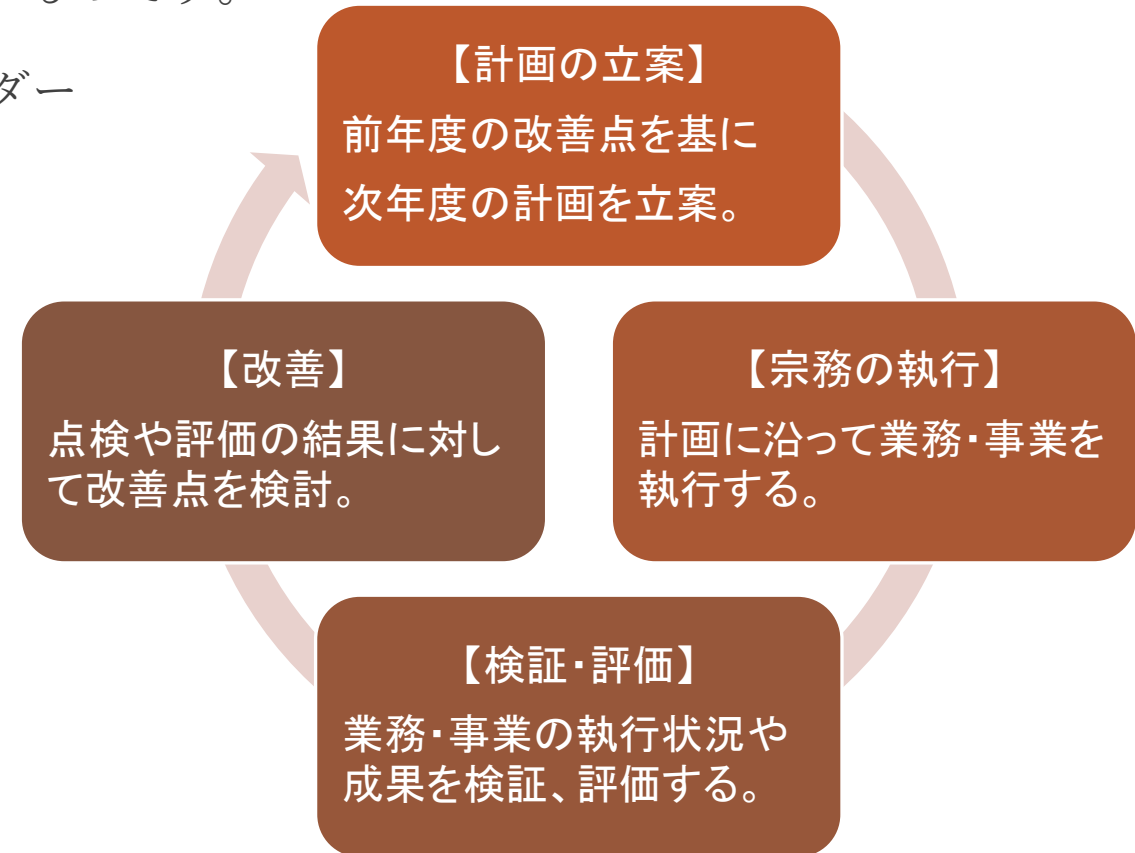 です。
ダー
【計画の立案】
前年度の改善点を基に
次年度の計画を立案。
【宗務の執行】
計画に沿って業務・事業を
執行する。
【検証・評価】
業務・事業の執行状況や
成果を検証、評価する。
【改善】
点検や評価の結果に対し
て改善点を検討。